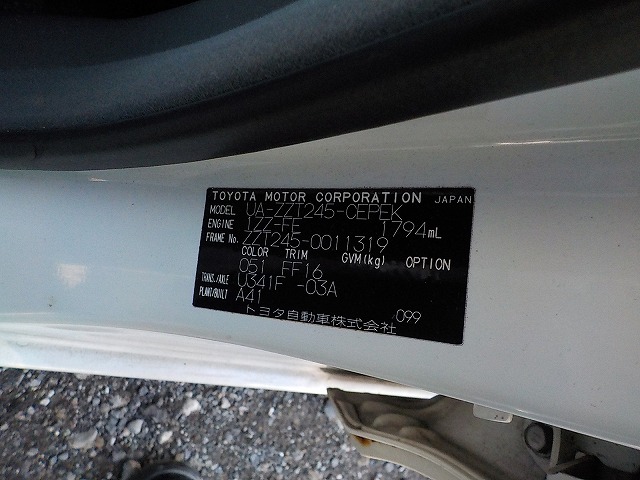 TOYOTA MOTOR CORPORATION JAPAN
MODEL UA-ZZT245-CEPEK
ENGINE 1ZZ-FE 1794mL
FRAME No. ZZT245-0011319
COLOR TRIM GVM(kg) OPTION
051 FF16
TRANS./AXLE U341F -03A
PLANT/BUILT A41
トヨタ自動車株式会社 099